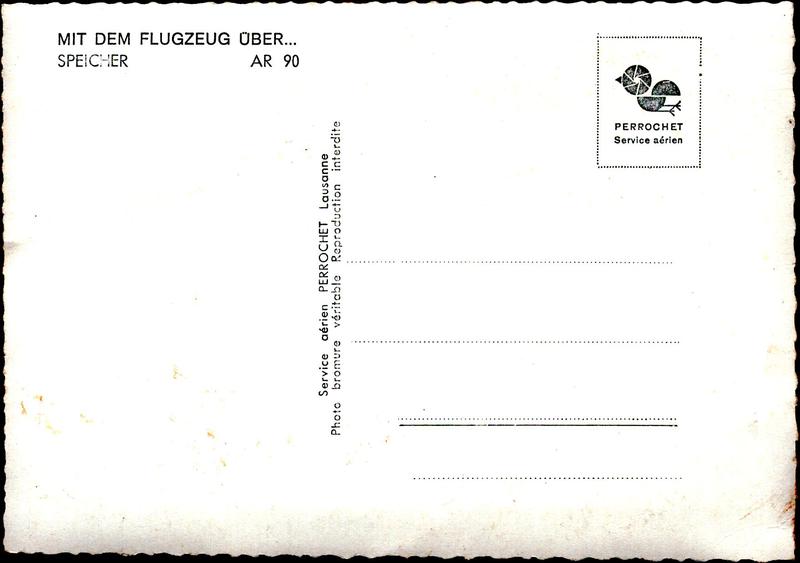 MIT DEM FLUGZEUG ÜBER...
SPEICHER AR 90
PERROCHET
Service aérien
Service aérien PERROCHET Lausanne
Photo bromure véritable Reproduction interdite